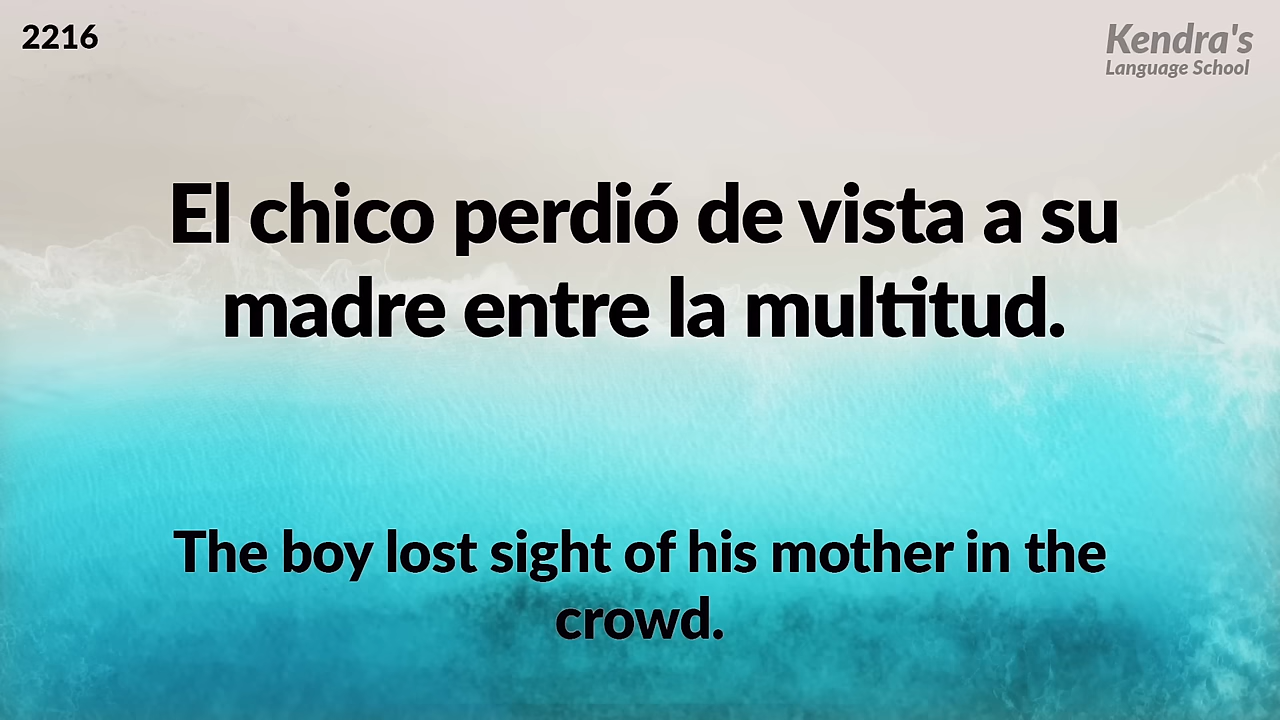 2216
Kendra's
Language School
El chico perdió de vista a su
madre entre la multitud.
The boy lost sight of his mother in the
crowd.